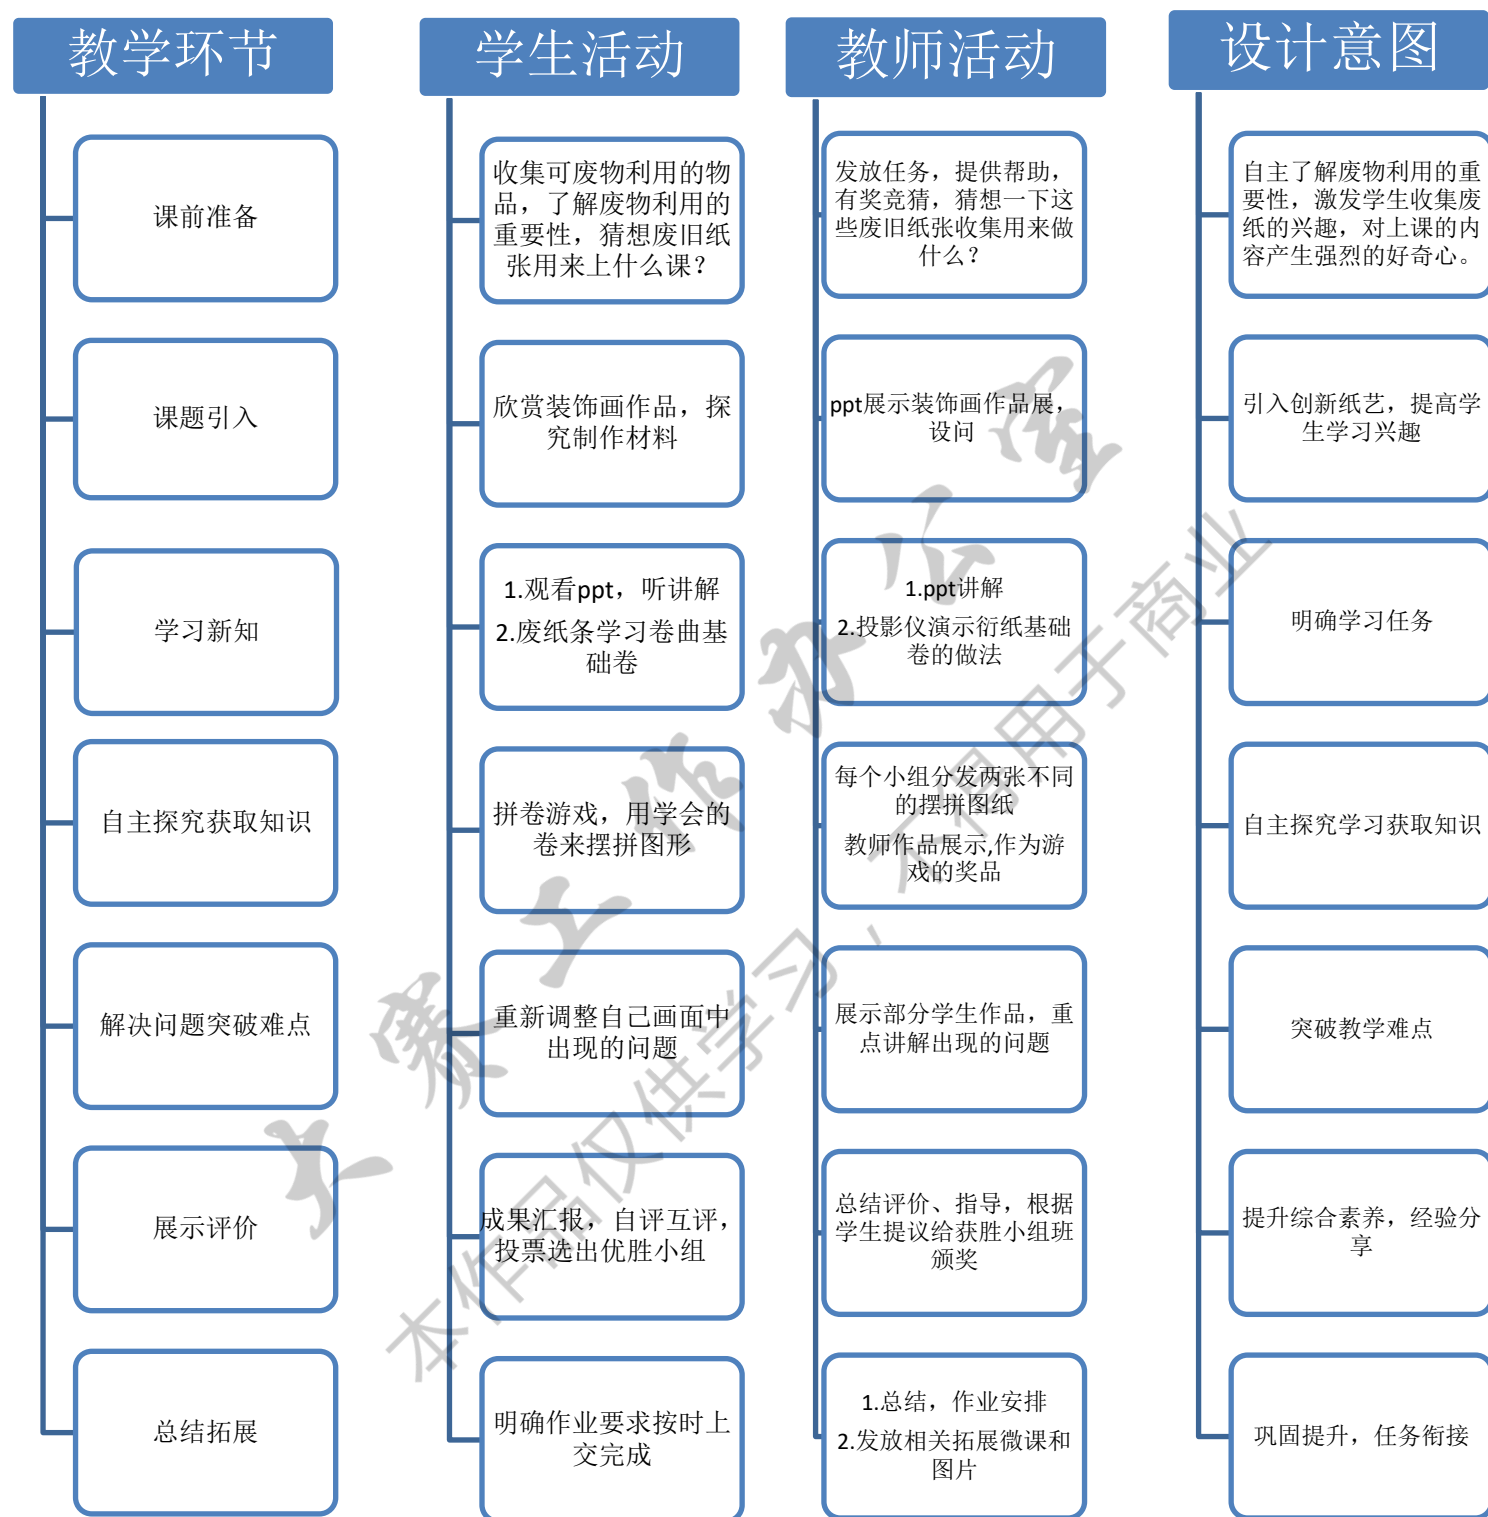 教学环节
课前准备
课题引入
学习新知
自主探究获取知识
解决问题突破难点
展示评价
总结拓展
学生活动
收集可废物利用的物
品，了解废物利用的
重要性，猜想废旧纸
张用来上什么课？
欣赏装饰画作品，探
究制作材料
1.观看ppt，听讲解
2.废纸条学习卷曲基
础卷
拼卷游戏，用学会的
卷来摆拼图形
重新调整自己画面中
出现的问题
成果汇报，自评互评，
投票选出优胜小组
明确作业要求按时上
交完成
教师活动
发放任务，提供帮助，
有奖竞猜，猜想一下这
些废旧纸张收集用来做
什么？
ppt展示装饰画作品展，
设问
1.ppt讲解
2.投影仪演示衍纸基础
卷的做法
每个小组分发两张不同
的摆拼图纸
教师作品展示,作为游
戏的奖品
展示部分学生作品，重
点讲解出现的问题
总结评价、指导，根据
学生提议给获胜小组班
颁奖
1.总结，作业安排
2.发放相关拓展微课和
图片
设计意图
自主了解废物利用的重
要性，激发学生收集废
纸的兴趣，对上课的内
容产生强烈的好奇心。
引入创新纸艺，提高学
生学习兴趣
明确学习任务
自主探究学习获取知识
突破教学难点
提升综合素养，经验分
享
巩固提升，任务衔接
大赛工作办公室
本作品仅供学习，不得用于商业